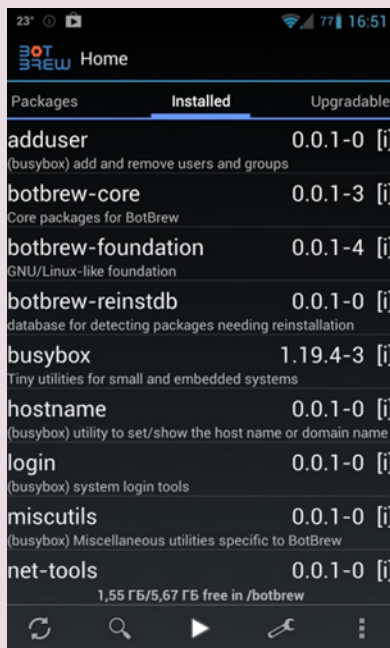 23°
77 16:51
BOT
BREW Home
Packages Installed Upgradable
adduser 0.0.1-0 [i]
(busybox) add and remove users and groups
botbrew-core 0.0.1-3 [i]
Core packages for BotBrew
botbrew-foundation 0.0.1-4 [i]
GNU/Linux-like foundation
botbrew-reinstdb 0.0.1-0 [i]
database for detecting packages needing reinstallation
busybox 1.19.4-3 [i]
Tiny utilities for small and embedded systems
hostname 0.0.1-0 [i]
(busybox) utility to set/show the host name or domain name
login 0.0.1-0 [i]
(busybox) system login tools
miscutils 0.0.1-0 [i]
(busybox) Miscellaneous utilities specific to BotBrew
net-tools 0.0.1-0 [i]
1,55 ГБ/5,67 ГБ free in /botbrew